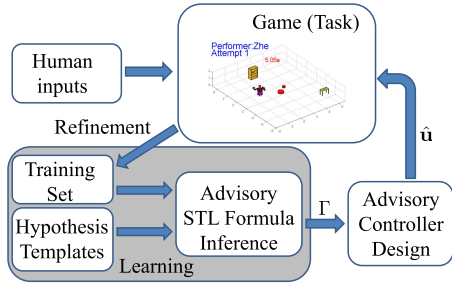 Game (Task)
Human
inputs
Performer:Zhe
Attempt 1
5.05s
Refinement
û
Training
Set
Hypothesis
Templates
Advisory
STL Formula
Inference
Γ
Advisory
Controller
Design
Learning